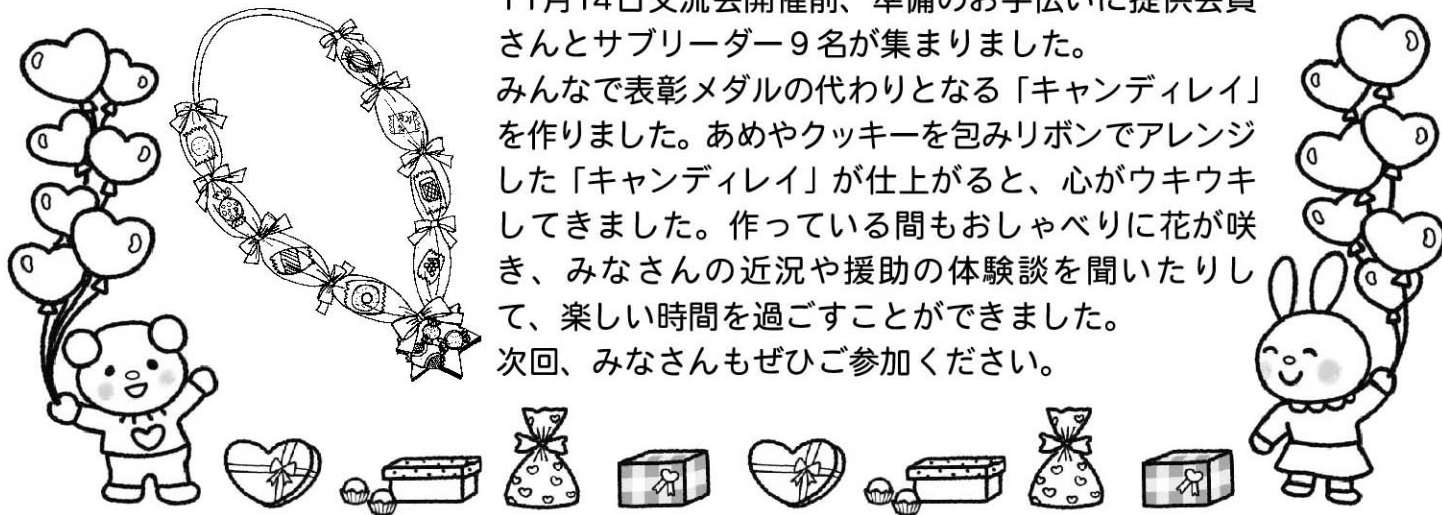 11月14日交流会開催前、準備のお手伝いに提供会員
さんとサブリーダー9名が集まりました。
みんなで表彰メダルの代わりとなる「キャンディレイ」
を作りました。あめやクッキーを包みリボンでアレンジ
した「キャンディレイ」が仕上がると、心がウキウキ
してきました。作っている間もおしゃべりに花が咲
き、みなさんの近況や援助の体験談を聞いたりし
て、楽しい時間を過ごすことができました。
次回、みなさんもぜひご参加ください。